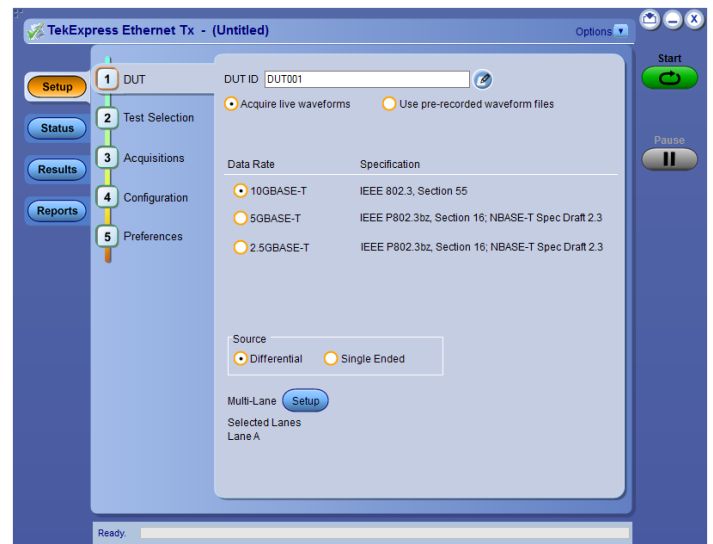 TekExpress Ethernet Tx - (Untitled)
Options
Start
Setup
Status
Results
Reports
Pause
1 DUT
2 Test Selection
3 Acquisitions
4 Configuration
5 Preferences
DUT ID DUT001
Acquire live waveforms Use pre-recorded waveform files
Data Rate Specification
10GBASE-T IEEE 802.3, Section 55
5GBASE-T IEEE P802.3bz, Section 16; NBASE-T Spec Draft 2.3
2.5GBASE-T IEEE P802.3bz, Section 16; NBASE-T Spec Draft 2.3
Source
Differential Single Ended
Multi-Lane Setup
Selected Lanes
Lane A
Ready.